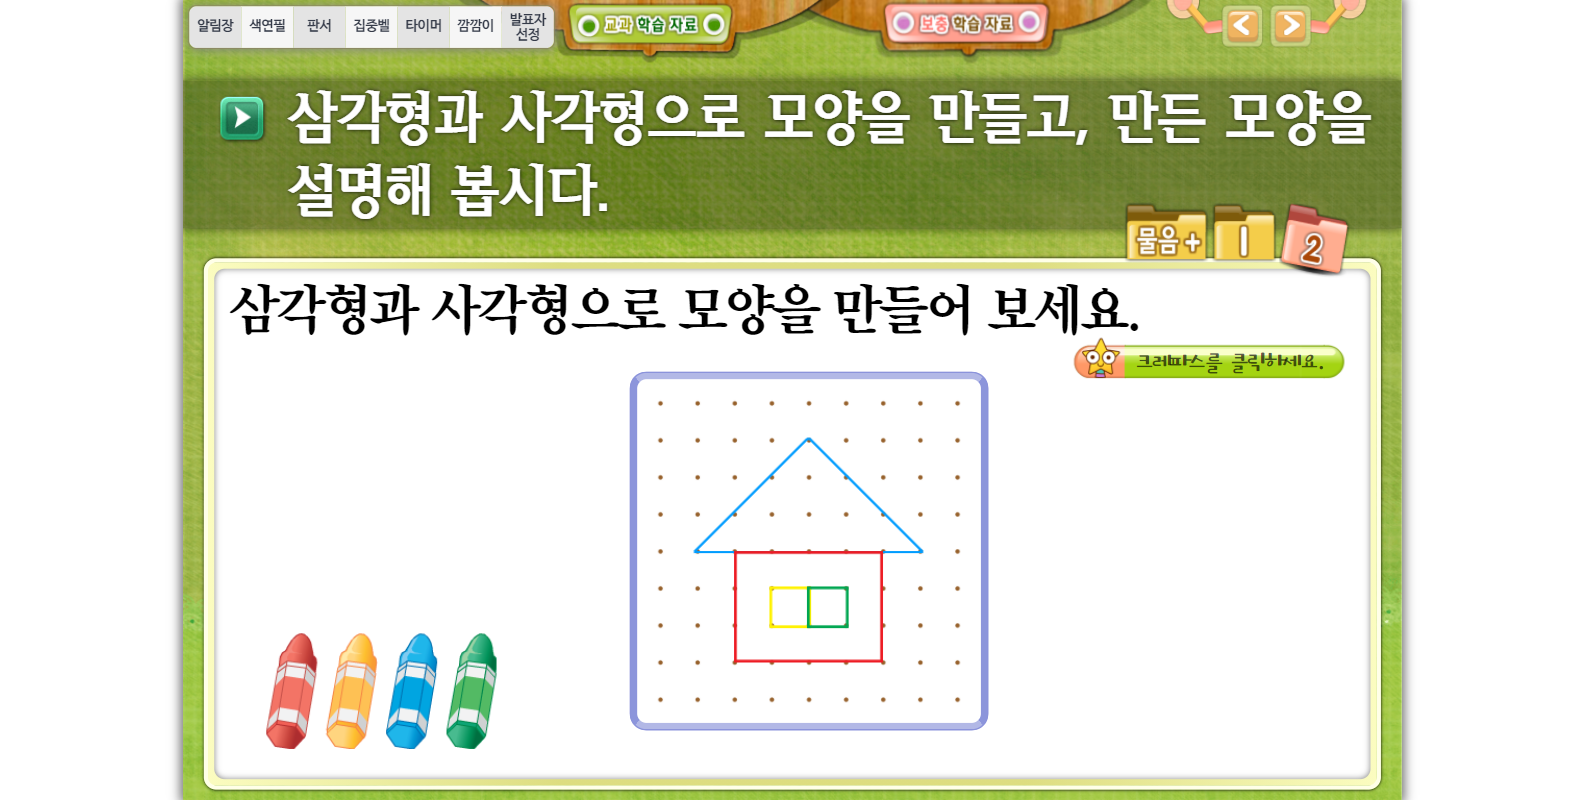 알림장 색연필 판서 집중벨 타이머 깜깜이 발표자 선정
교과 학습 자료
보충 학습 자료
삼각형과 사각형으로 모양을 만들고, 만든 모양을
설명해 봅시다.
물음+ 1 2
삼각형과 사각형으로 모양을 만들어 보세요.
크레파스를 클릭하세요.